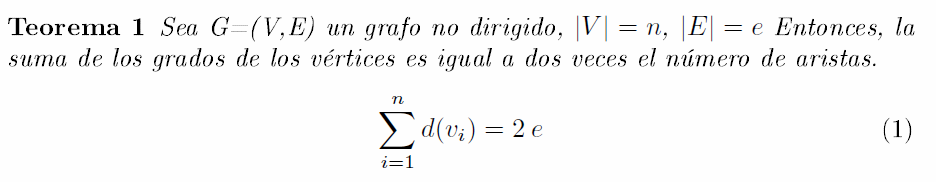 Teorema 1 Sea G=(V,E) un grafo no dirigido, |V| = n, |E| = e Entonces, la
suma de los grados de los vértices es igual a dos veces el número de aristas.
\sum_{i=1}^{n} d(v_i) = 2 e (1)